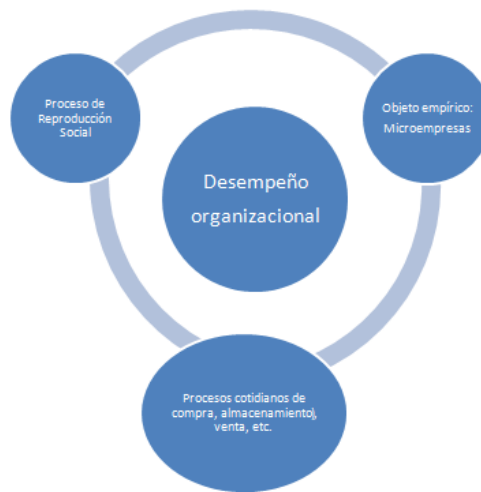 Proceso de
Reproducción
Social
Objeto empírico:
Microempresas
Desempeño
organizacional
Procesos cotidianos de
compra, almacenamiento),
venta, etc.